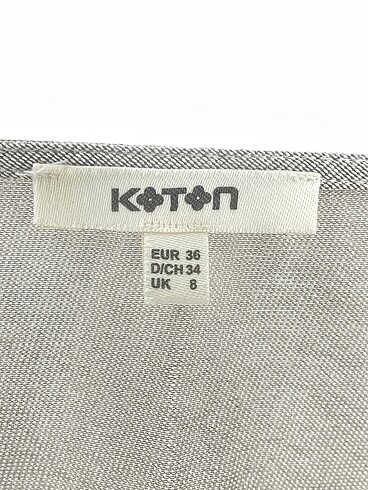 KOTON
EUR 36
D/CH 34
UK 8